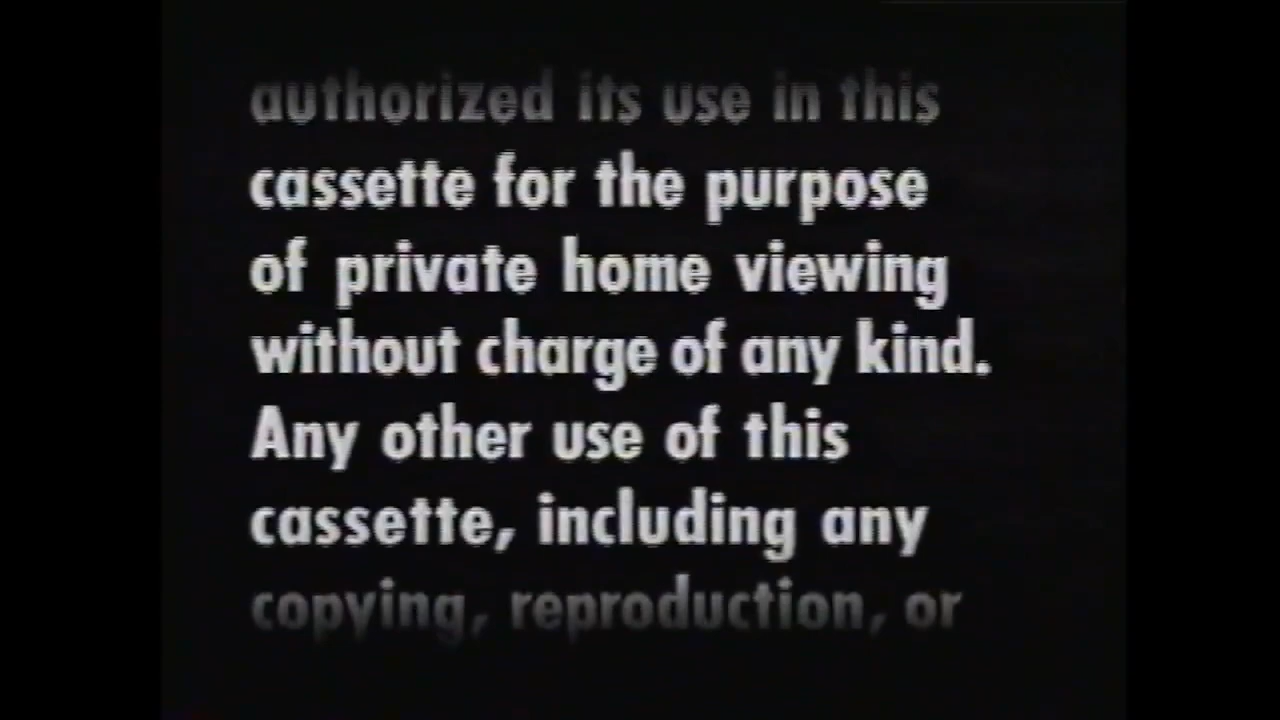 authorized its use in this
cassette for the purpose
of private home viewing
without charge of any kind.
Any other use of this
cassette, including any
copying, reproduction, or